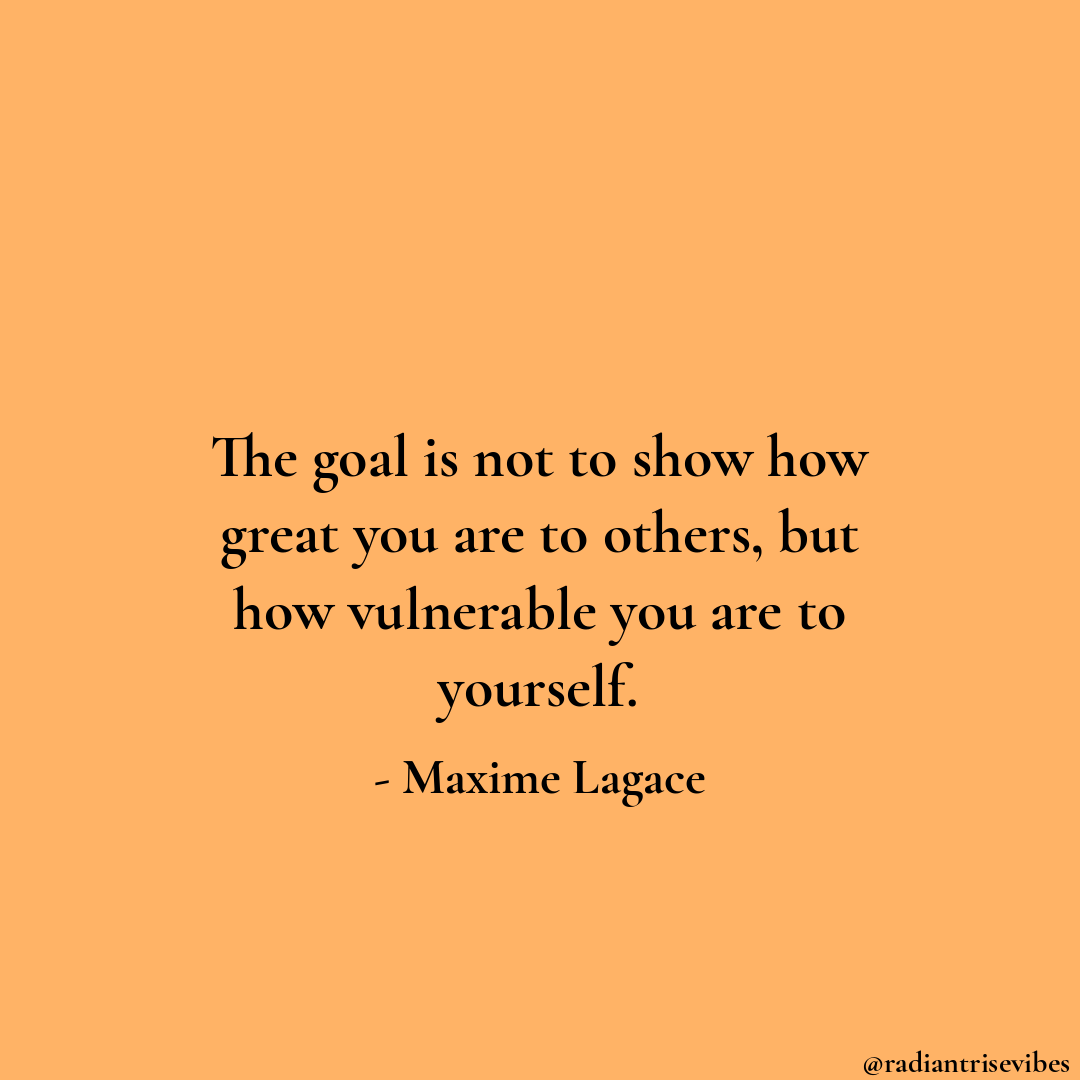 The goal is not to show how
great you are to others, but
how vulnerable you are to
yourself.
- Maxime Lagace
@radiantrisevibes